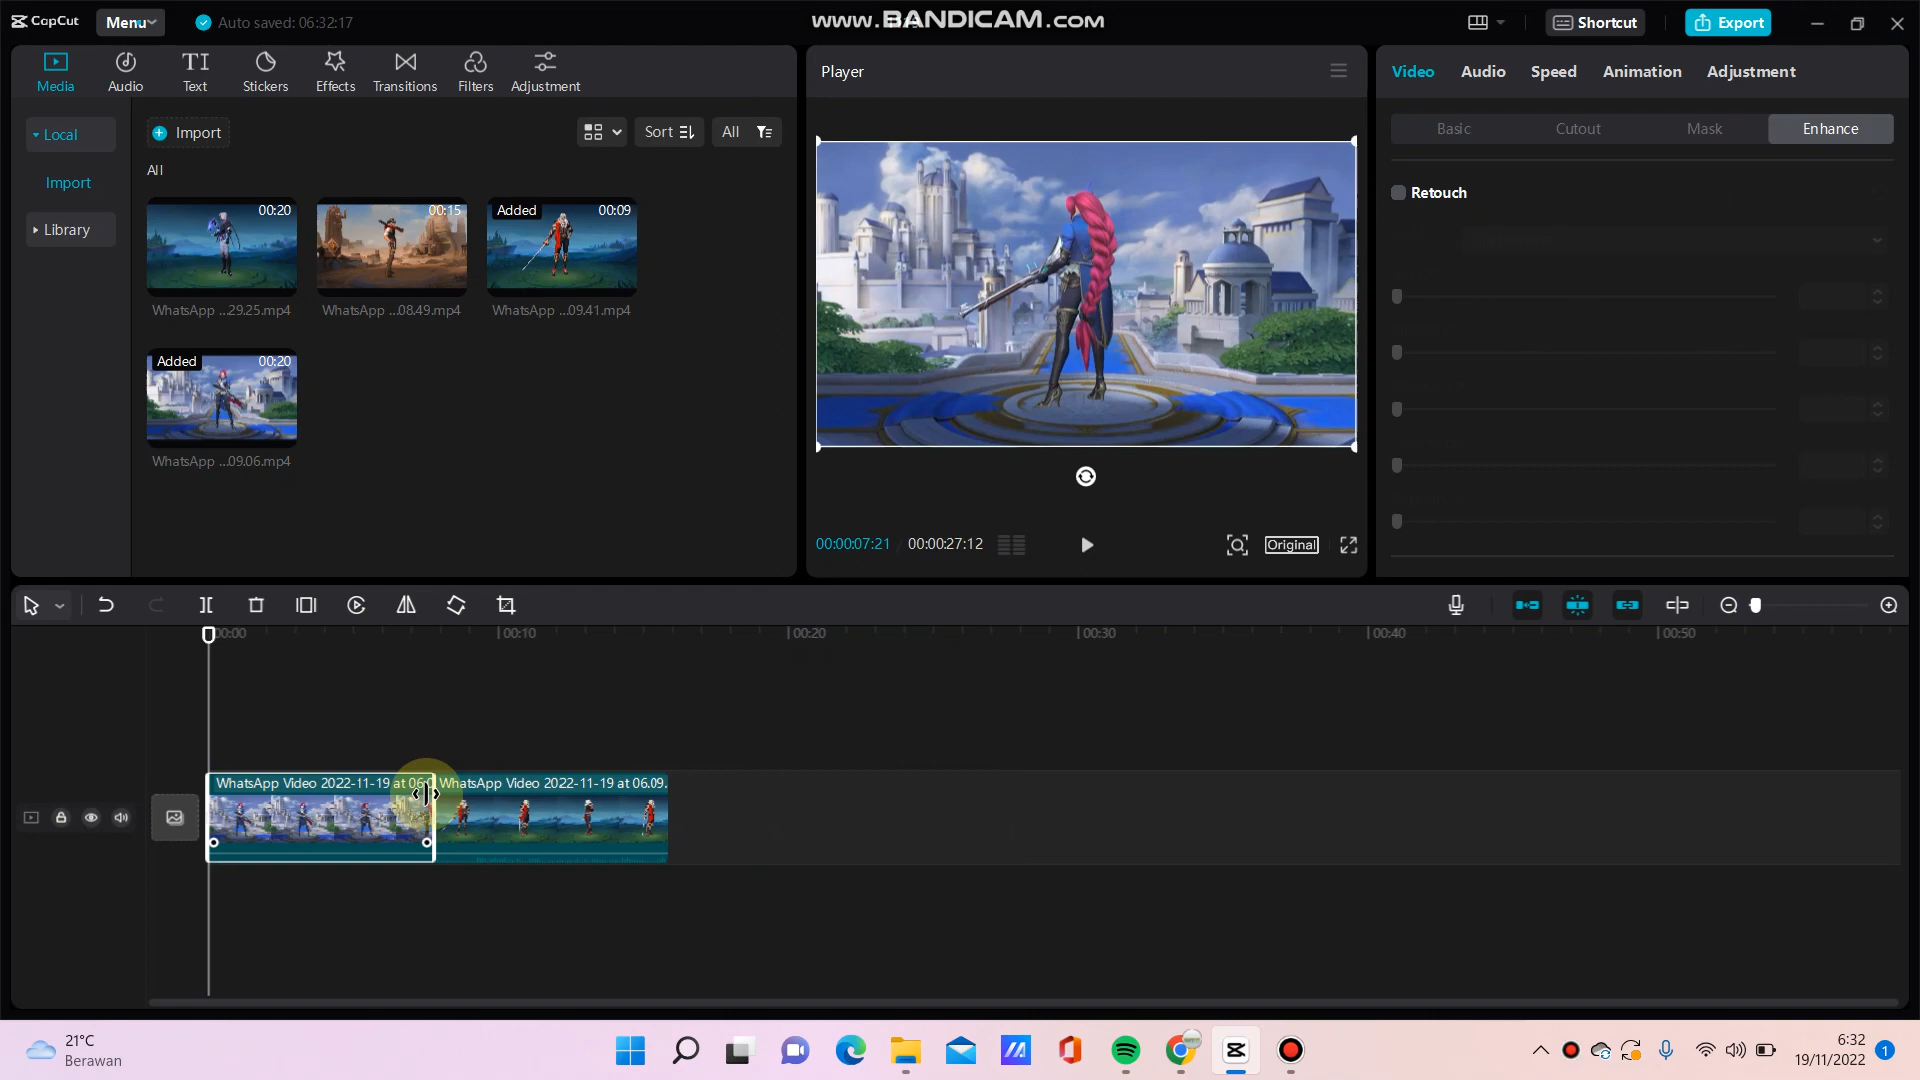 CapCut
Menu
Auto saved: 06:32:17
www.BANDICAM.COM
Shortcut
Export
Media
Audio
Text
Stickers
Effects
Transitions
Filters
Adjustment
Local
Import
Library
Import
Sort
All
All
00:20
WhatsApp ...29.25.mp4
00:15
WhatsApp ...08.49.mp4
Added
00:09
WhatsApp ...09.41.mp4
Added
00:20
WhatsApp ...09.06.mp4
Player
00:00:07:21
00:00:27:12
Original
Video
Audio
Speed
Animation
Adjustment
Basic
Cutout
Mask
Enhance
Retouch
00:00
00:10
00:20
00:30
00:40
00:50
WhatsApp Video 2022-11-19 at 06:0
WhatsApp Video 2022-11-19 at 06.09.
21°C
Berawan
6:32
19/11/2022
1